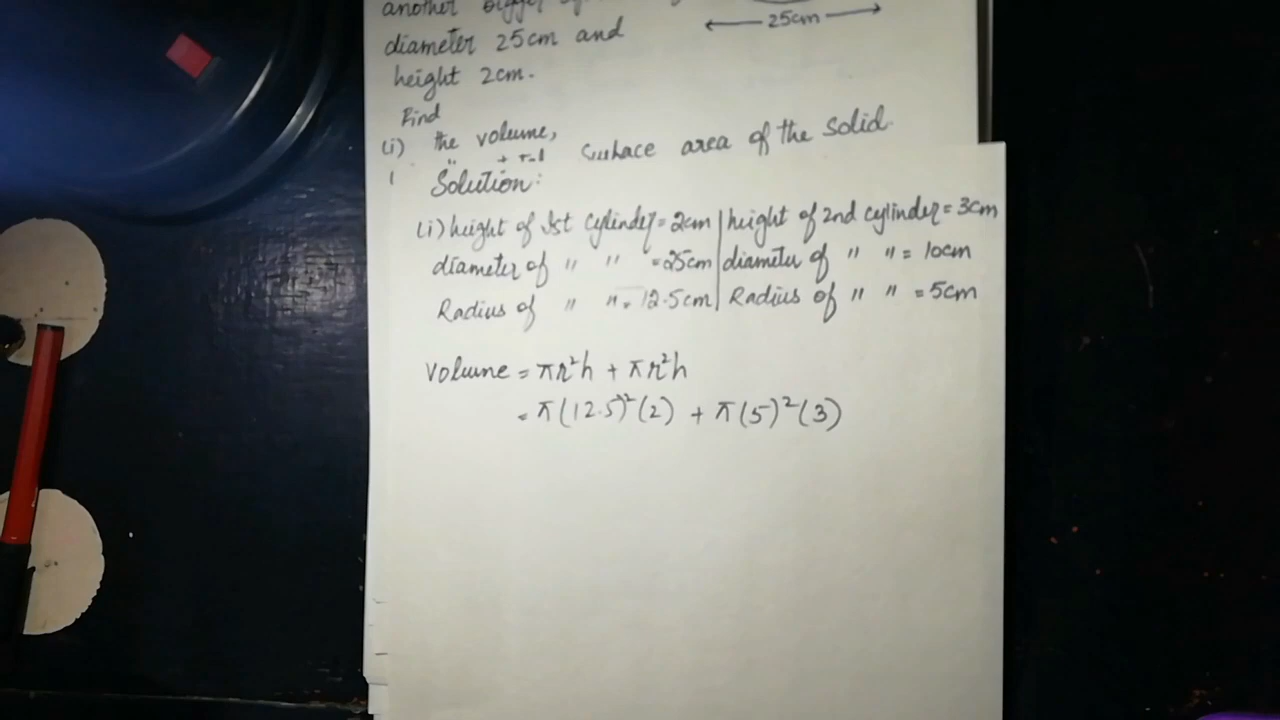 another bigger
25cm
diameter 25cm and
height 2cm.
Find
(i) the volume,
surface area of the solid.
Solution:
(i) height of 1st cylinder = 2cm | height of 2nd cylinder = 3cm
diameter of " " = 25cm | diameter of " " = 10cm
Radius of " " = 12.5cm | Radius of " " = 5cm
Volume = πr²h + πr²h
= π(12.5)²(2) + π(5)²(3)